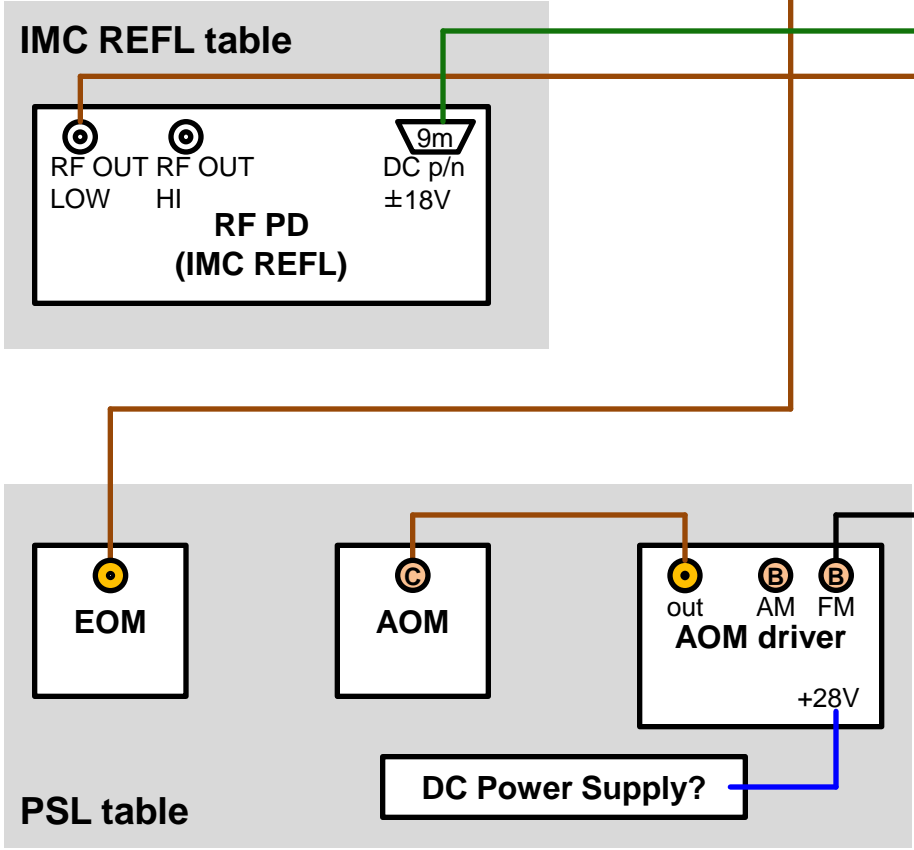 IMC REFL table
9m
RF OUT RF OUT DC p/n
LOW HI ±18V
RF PD
(IMC REFL)
C B B
out AM FM
EOM AOM AOM driver
+28V
DC Power Supply?
PSL table